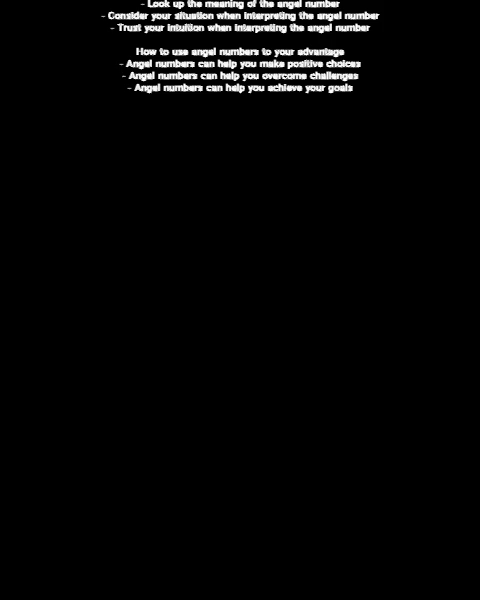 - Look up the meaning of the angel number
- Consider your situation when interpreting the angel number
- Trust your intuition when interpreting the angel number
How to use angel numbers to your advantage
- Angel numbers can help you make positive choices
- Angel numbers can help you overcome challenges
- Angel numbers can help you achieve your goals